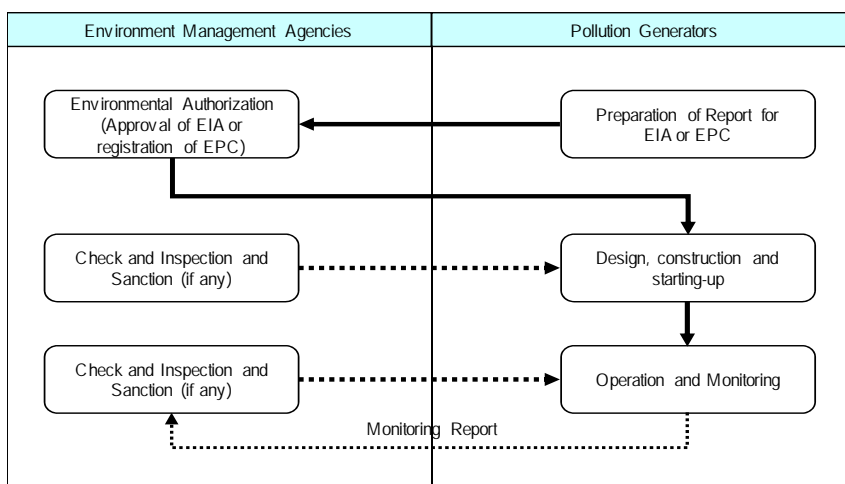 Environment Management Agencies
Pollution Generators
Environmental Authorization
(Approval of EIA or
registration of EPC)
Preparation of Report for
EIA or EPC
Check and Inspection and
Sanction (if any)
Design, construction and
starting-up
Check and Inspection and
Sanction (if any)
Operation and Monitoring
Monitoring Report